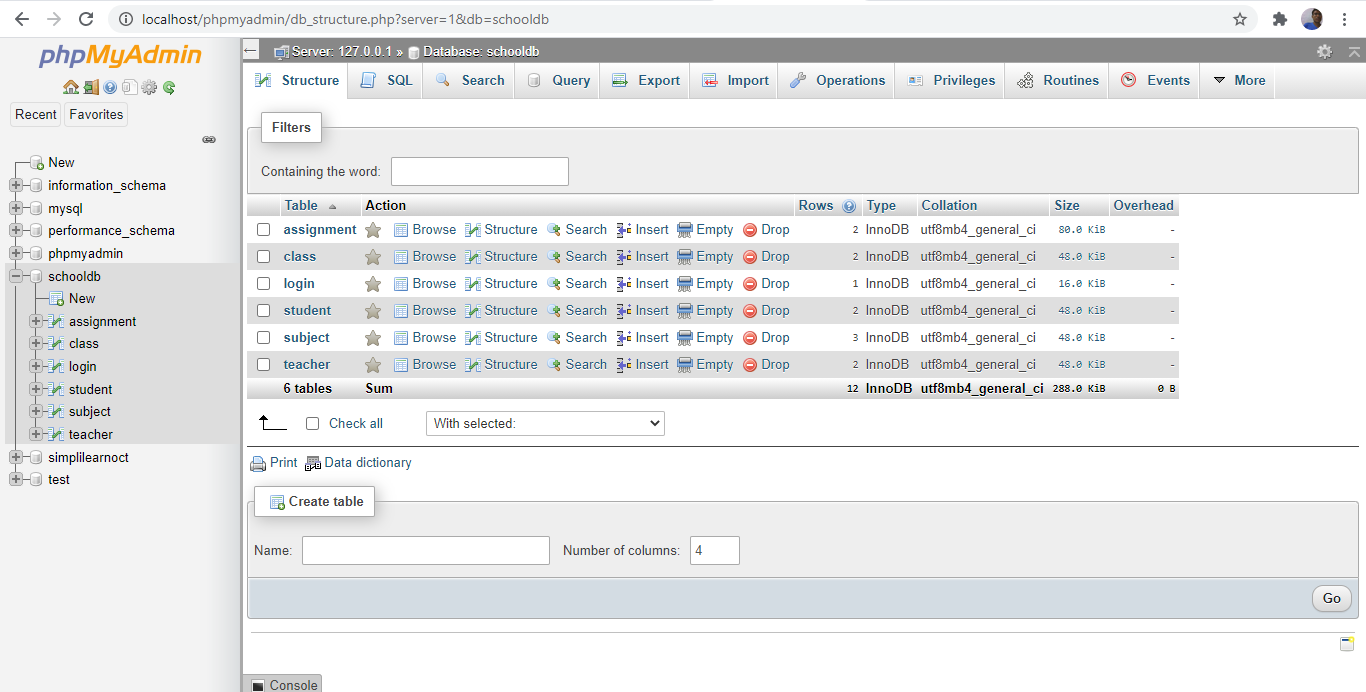 localhost/phpmyadmin/db_structure.php?server=1&db=schooldb
phpMyAdmin
Recent Favorites
New
information_schema
mysql
performance_schema
phpmyadmin
schooldb
New
assignment
class
login
student
subject
teacher
simplilearnoct
test
Server: 127.0.0.1 » Database: schooldb
Structure SQL Search Query Export Import Operations Privileges Routines Events More
Filters
Containing the word:
Table Action Rows Type Collation Size Overhead
assignment Browse Structure Search Insert Empty Drop 2 InnoDB utf8mb4_general_ci 80.0 KiB -
class Browse Structure Search Insert Empty Drop 2 InnoDB utf8mb4_general_ci 48.0 KiB -
login Browse Structure Search Insert Empty Drop 1 InnoDB utf8mb4_general_ci 16.0 KiB -
student Browse Structure Search Insert Empty Drop 2 InnoDB utf8mb4_general_ci 48.0 KiB -
subject Browse Structure Search Insert Empty Drop 3 InnoDB utf8mb4_general_ci 48.0 KiB -
teacher Browse Structure Search Insert Empty Drop 2 InnoDB utf8mb4_general_ci 48.0 KiB -
6 tables Sum 12 InnoDB utf8mb4_general_ci 288.0 KiB 0 B
Check all With selected:
Print Data dictionary
Create table
Name: Number of columns: 4
Go
Console